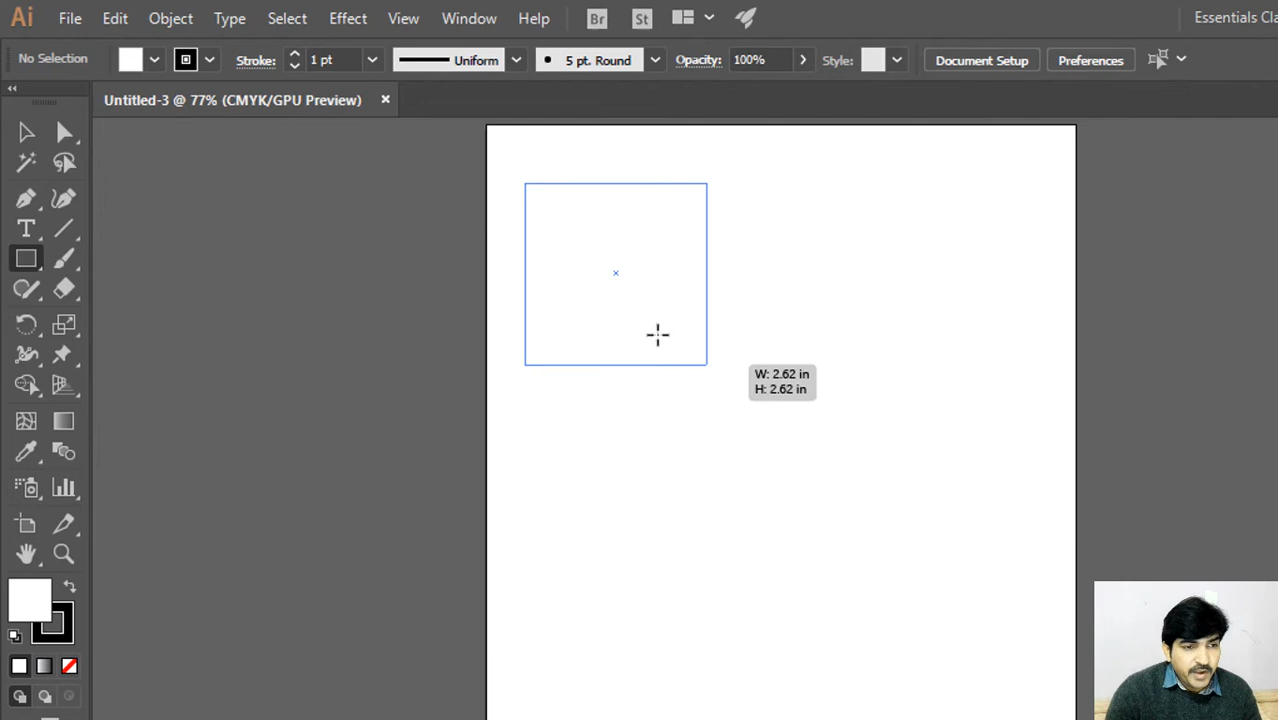 Ai File Edit Object Type Select Effect View Window Help Br St Essentials Cla
No Selection Stroke: 1 pt Uniform 5 pt. Round Opacity: 100% Style: Document Setup Preferences
Untitled-3 @ 77% (CMYK/GPU Preview) ×
T
W: 2.62 in
H: 2.62 in